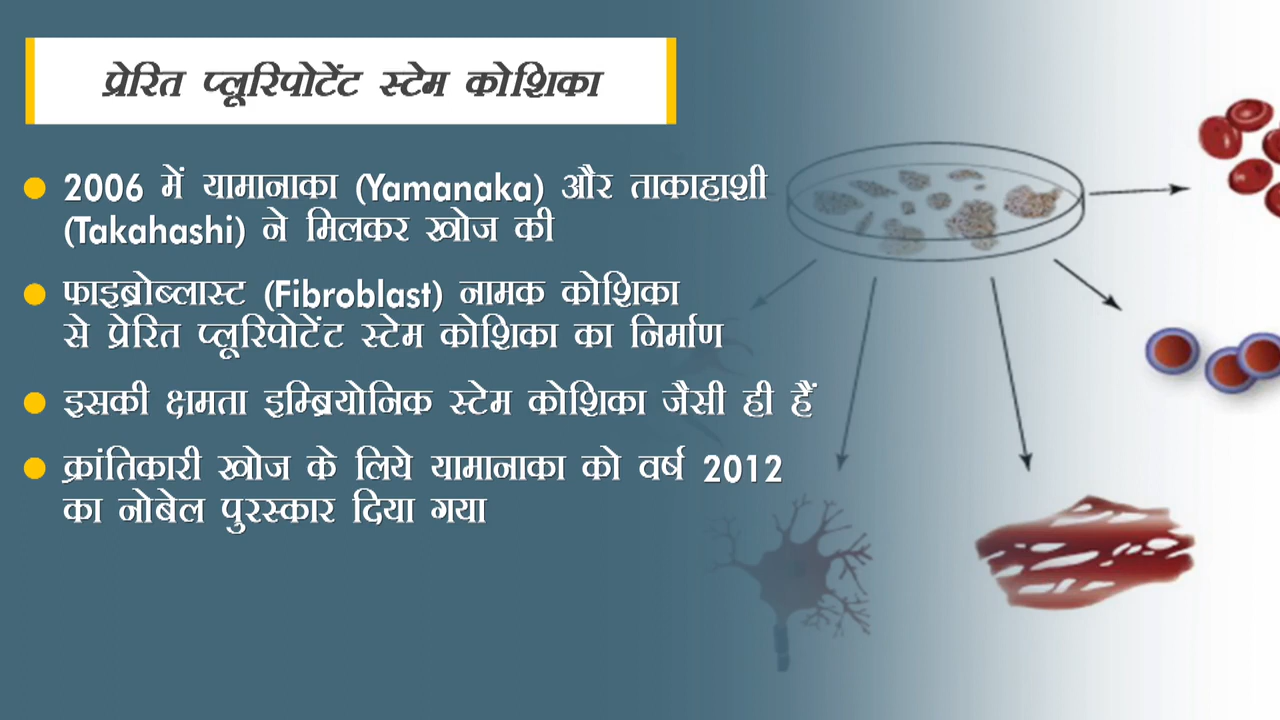 प्रेरित प्लूरिपोटेंट स्टेम कोशिका
2006 में यामानाका (Yamanaka) और ताकाहाशी
(Takahashi) ने मिलकर खोज की
फाइब्रोब्लास्ट (Fibroblast) नामक कोशिका
से प्रेरित प्लूरिपोटेंट स्टेम कोशिका का निर्माण
इसकी क्षमता इम्ब्रियोनिक स्टेम कोशिका जैसी ही हैं
क्रांतिकारी खोज के लिये यामानाका को वर्ष 2012
का नोबेल पुरस्कार दिया गया